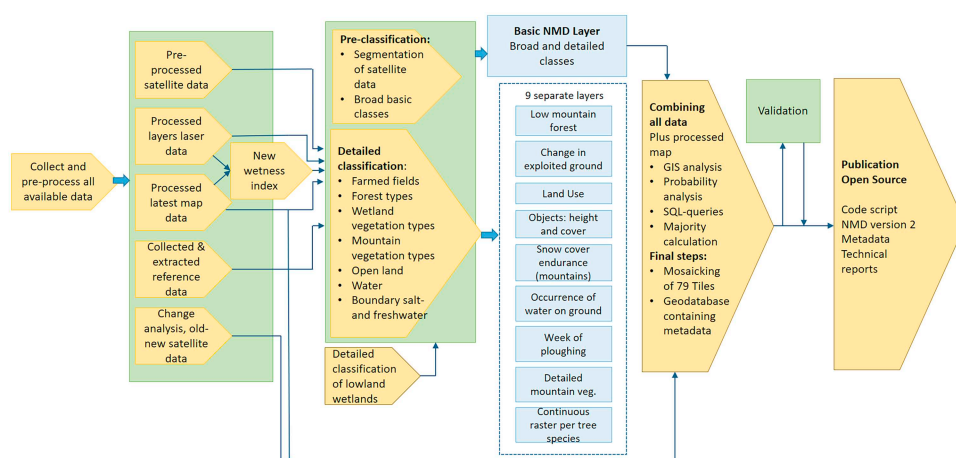 Collect and
pre-process all
available data
Pre-
processed
satellite data
Processed
layers laser
data
Processed
latest map
data
Collected &
extracted
reference
data
Change
analysis, old-
new satellite
data
New
wetness
index
Pre-classification:
• Segmentation
of satellite
data
• Broad basic
classes
Detailed
classification:
• Farmed fields
• Forest types
• Wetland
vegetation types
• Mountain
vegetation types
• Open land
• Water
• Boundary salt-
and freshwater
Detailed
classification
of lowland
wetlands
Basic NMD Layer
Broad and detailed
classes
9 separate layers
Low mountain
forest
Change in
exploited ground
Land Use
Objects: height
and cover
Snow cover
endurance
(mountains)
Occurrence of
water on ground
Week of
ploughing
Detailed
mountain veg.
Continuous
raster per tree
species
Combining
all data
Plus processed
map
• GIS analysis
• Probability
analysis
• SQL-queries
• Majority
calculation
Final steps:
• Mosaicking
of 79 Tiles
• Geodatabase
containing
metadata
Validation
Publication
Open Source
Code script
NMD version 2
Metadata
Technical
reports